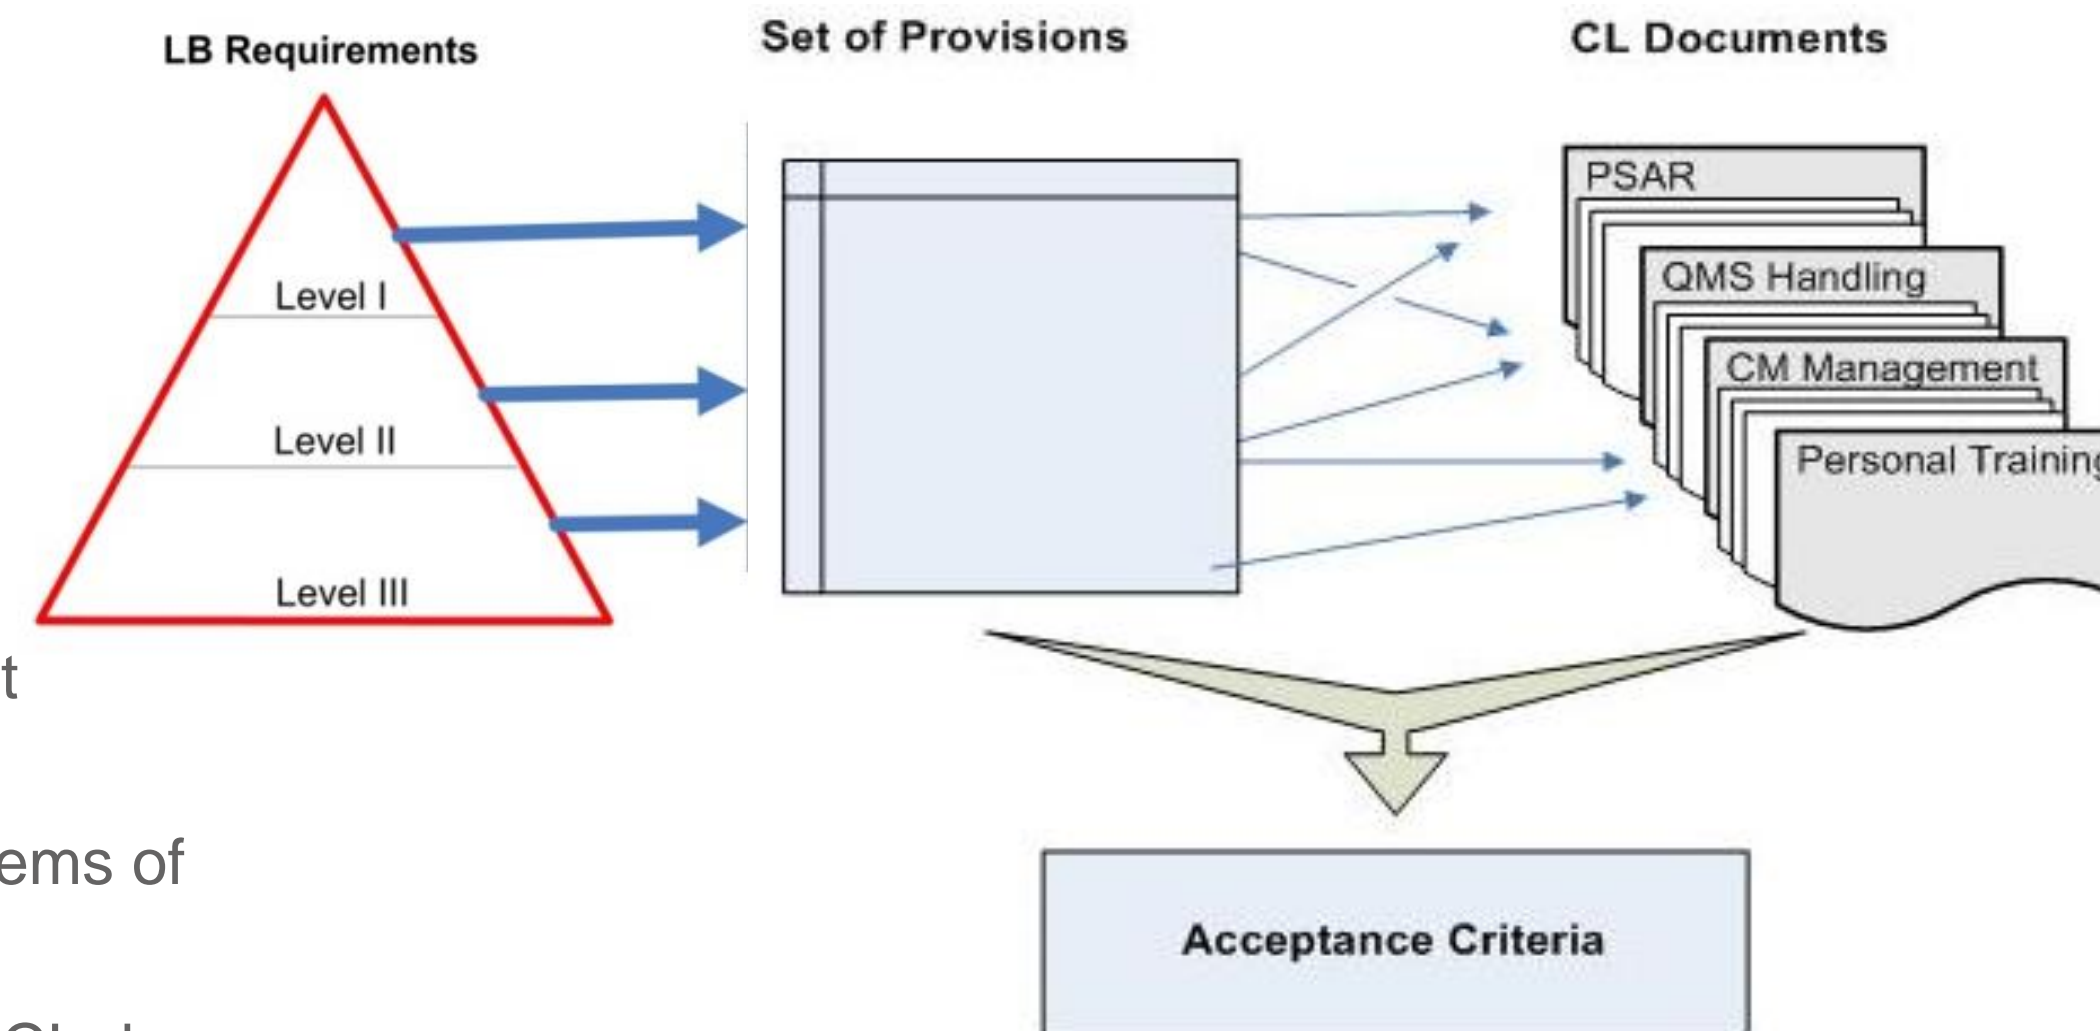 LB Requirements
Set of Provisions
CL Documents
PSAR
QMS Handling
CM Management
Personal Training
Level I
Level II
Level III
t
ems of
Acceptance Criteria